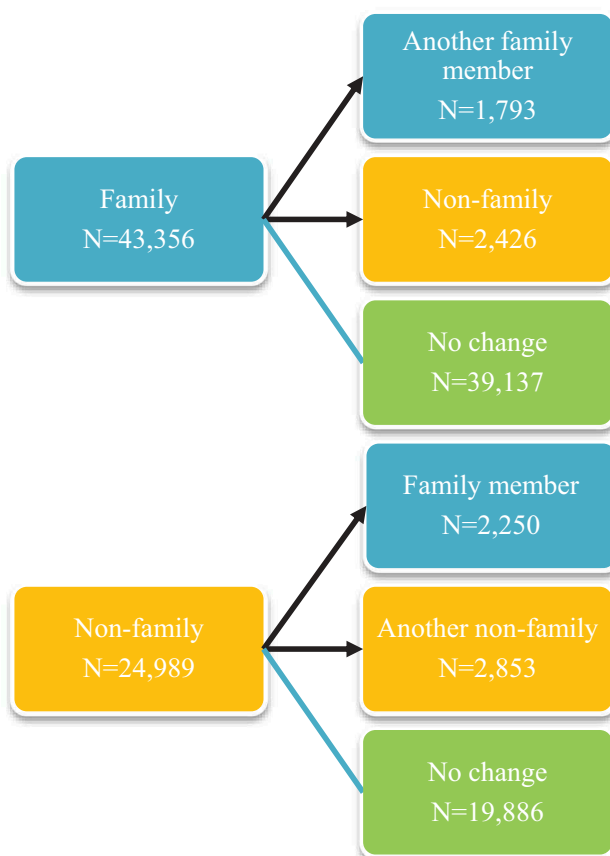 Another family
member
N=1,793
Family
N=43,356
Non-family
N=2,426
No change
N=39,137
Family member
N=2,250
Non-family
N=24,989
Another non-family
N=2,853
No change
N=19,886